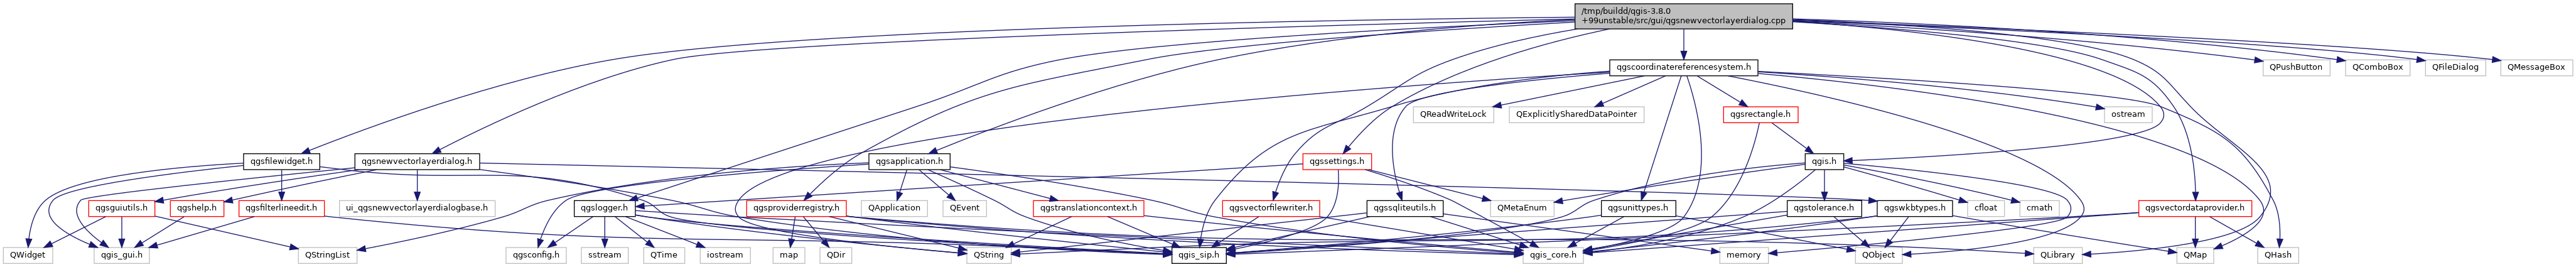 /tmp/buildd/qgis-3.8.0
+99unstable/src/gui/qgsnewvectorlayerdialog.cpp
qgscoordinatereferencesystem.h
QPushButton
QComboBox
QFileDialog
QMessageBox
QReadWriteLock
QExplicitlySharedDataPointer
qgsrectangle.h
ostream
qgsfilewidget.h
qgsnewvectorlayerdialog.h
qgsapplication.h
qgssettings.h
qgis.h
qgsguiutils.h
qgshelp.h
qgsfilterlineedit.h
ui_qgsnewvectorlayerdialogbase.h
qgslogger.h
qgsproviderregistry.h
QApplication
QEvent
qgstranslationcontext.h
qgsvectorfilewriter.h
qgssqliteutils.h
QMetaEnum
qgsunittypes.h
qgstolerance.h
qgswkbtypes.h
cfloat
cmath
qgsvectordataprovider.h
QWidget
qgis_gui.h
QStringList
qgsconfig.h
sstream
QTime
iostream
map
QDir
QString
qgis_sip.h
qgis_core.h
memory
QObject
QLibrary
QMap
QHash